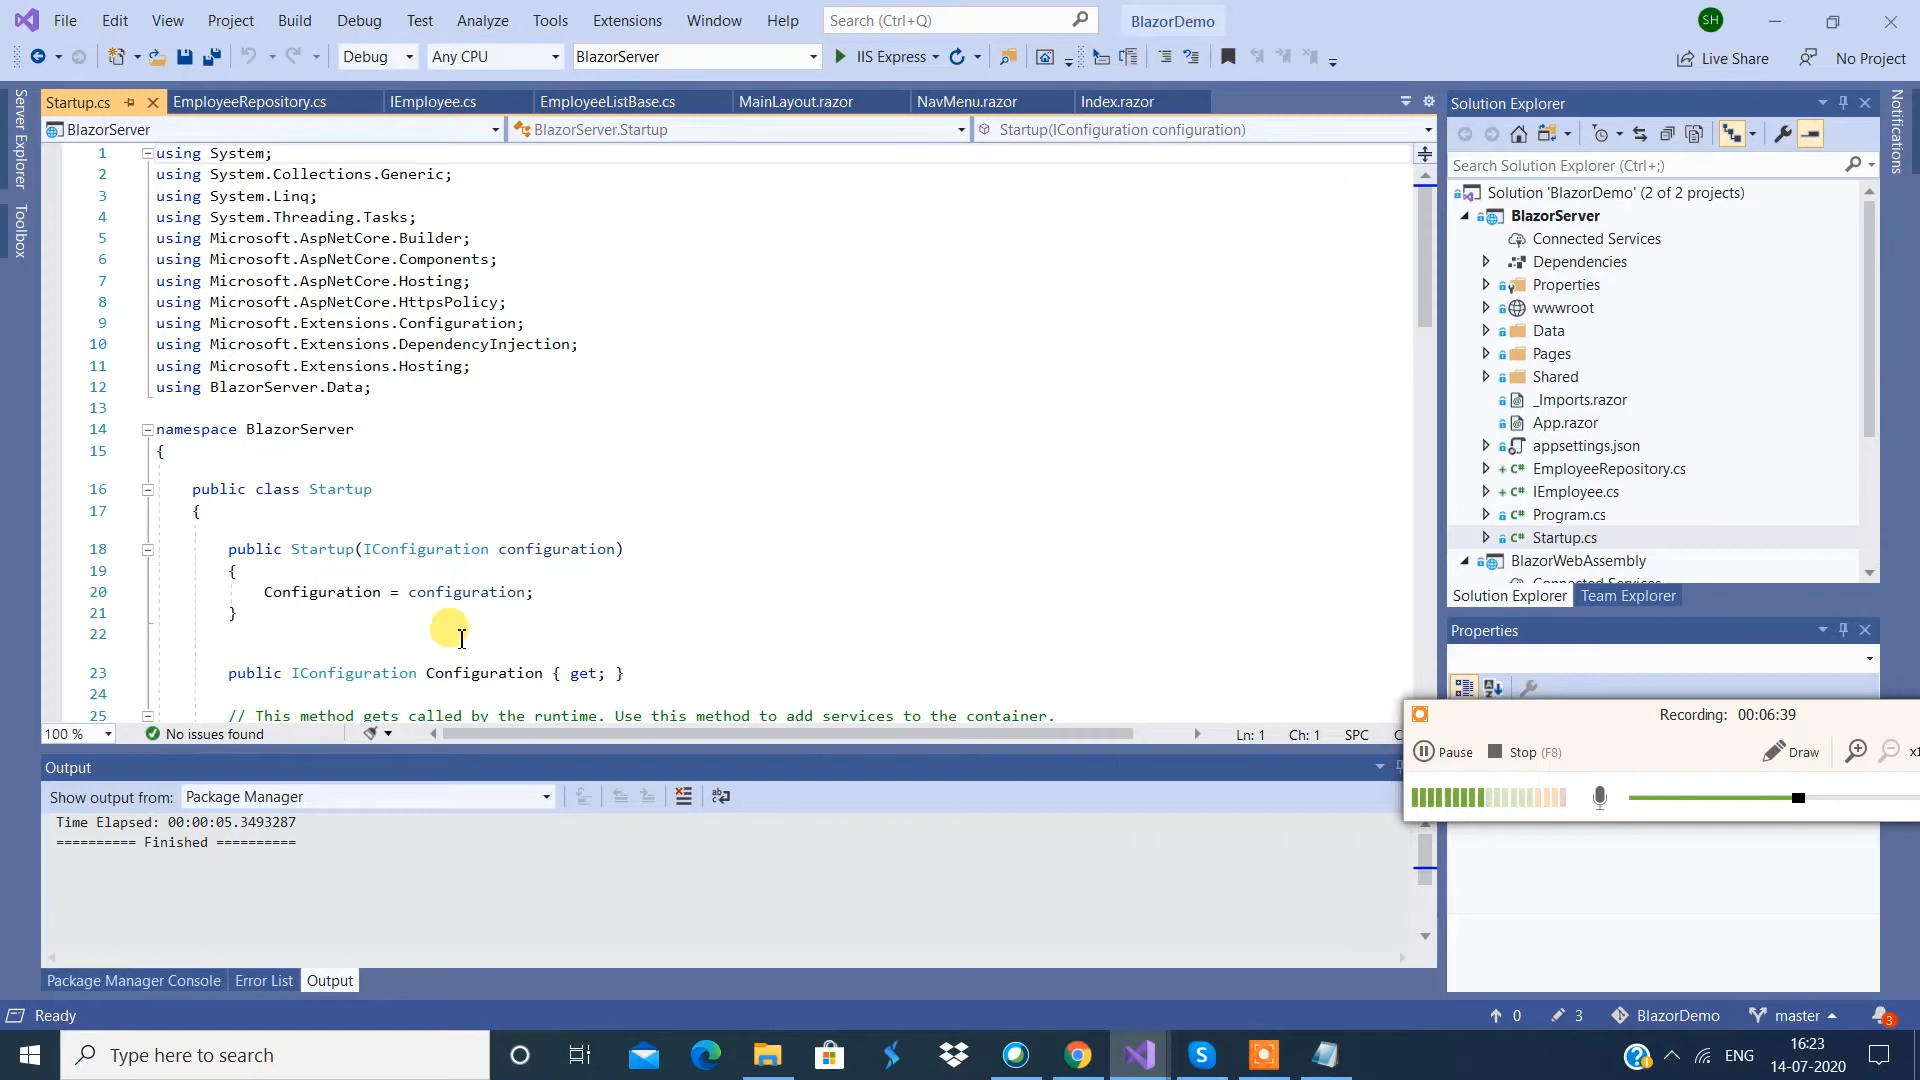 File Edit View Project Build Debug Test Analyze Tools Extensions Window Help Search (Ctrl+Q) BlazorDemo SH
Debug Any CPU BlazorServer IIS Express Live Share No Project
Server Explorer
Toolbox
Startup.cs EmployeeRepository.cs IEmployee.cs EmployeeListBase.cs MainLayout.razor NavMenu.razor Index.razor
BlazorServer BlazorServer.Startup Startup(IConfiguration configuration)
1 using System;
2 using System.Collections.Generic;
3 using System.Linq;
4 using System.Threading.Tasks;
5 using Microsoft.AspNetCore.Builder;
6 using Microsoft.AspNetCore.Components;
7 using Microsoft.AspNetCore.Hosting;
8 using Microsoft.AspNetCore.HttpsPolicy;
9 using Microsoft.Extensions.Configuration;
10 using Microsoft.Extensions.DependencyInjection;
11 using Microsoft.Extensions.Hosting;
12 using BlazorServer.Data;
13
14 namespace BlazorServer
15 {
16 public class Startup
17 {
18 public Startup(IConfiguration configuration)
19 {
20 Configuration = configuration;
21 }
22
23 public IConfiguration Configuration { get; }
24
25 // This method gets called by the runtime. Use this method to add services to the container.
100 % No issues found Ln: 1 Ch: 1 SPC
Output
Show output from: Package Manager
Time Elapsed: 00:00:05.3493287
========== Finished ==========
Package Manager Console Error List Output
Solution Explorer
Search Solution Explorer (Ctrl+;)
Solution 'BlazorDemo' (2 of 2 projects)
BlazorServer
Connected Services
Dependencies
Properties
wwwroot
Data
Pages
Shared
_Imports.razor
App.razor
appsettings.json
EmployeeRepository.cs
IEmployee.cs
Program.cs
Startup.cs
BlazorWebAssembly
Connected Services
Solution Explorer Team Explorer
Properties
Notifications
Recording: 00:06:39
Pause Stop (F8) Draw
Ready 0 3 BlazorDemo master 3
Type here to search
ENG 16:23
14-07-2020